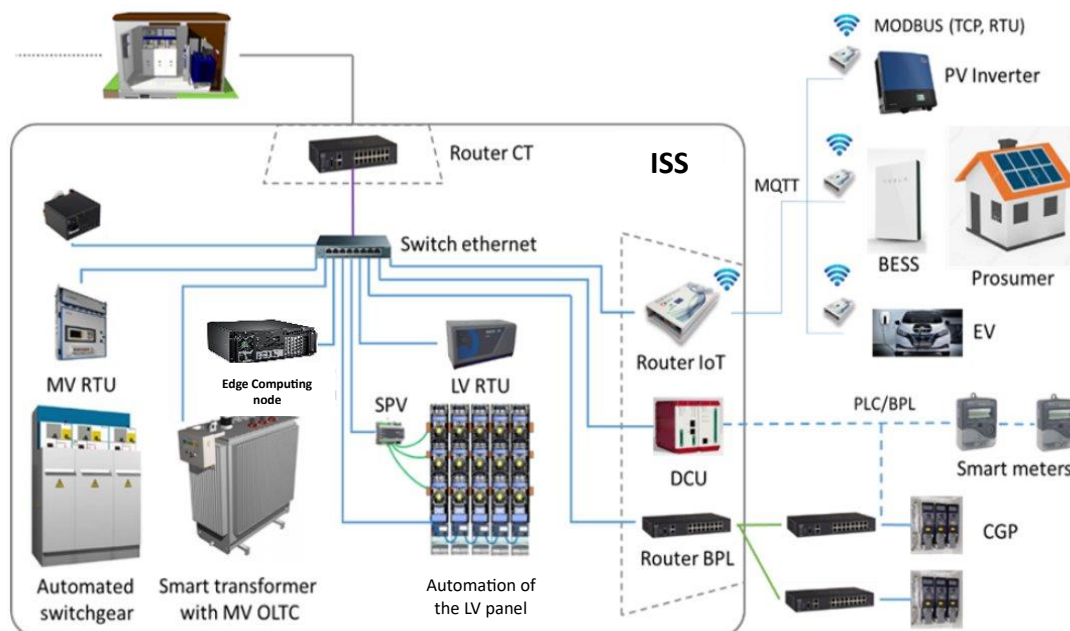 MODBUS (TCP, RTU)
PV Inverter
Router CT
ISS
MQTT
Switch ethernet
BESS
Prosumer
MV RTU
Edge Computing
node
LV RTU
Router IoT
EV
SPV
PLC/BPL
DCU
Smart meters
Router BPL
CGP
Automated
switchgear
Smart transformer
with MV OLTC
Automation of
the LV panel
TESLA